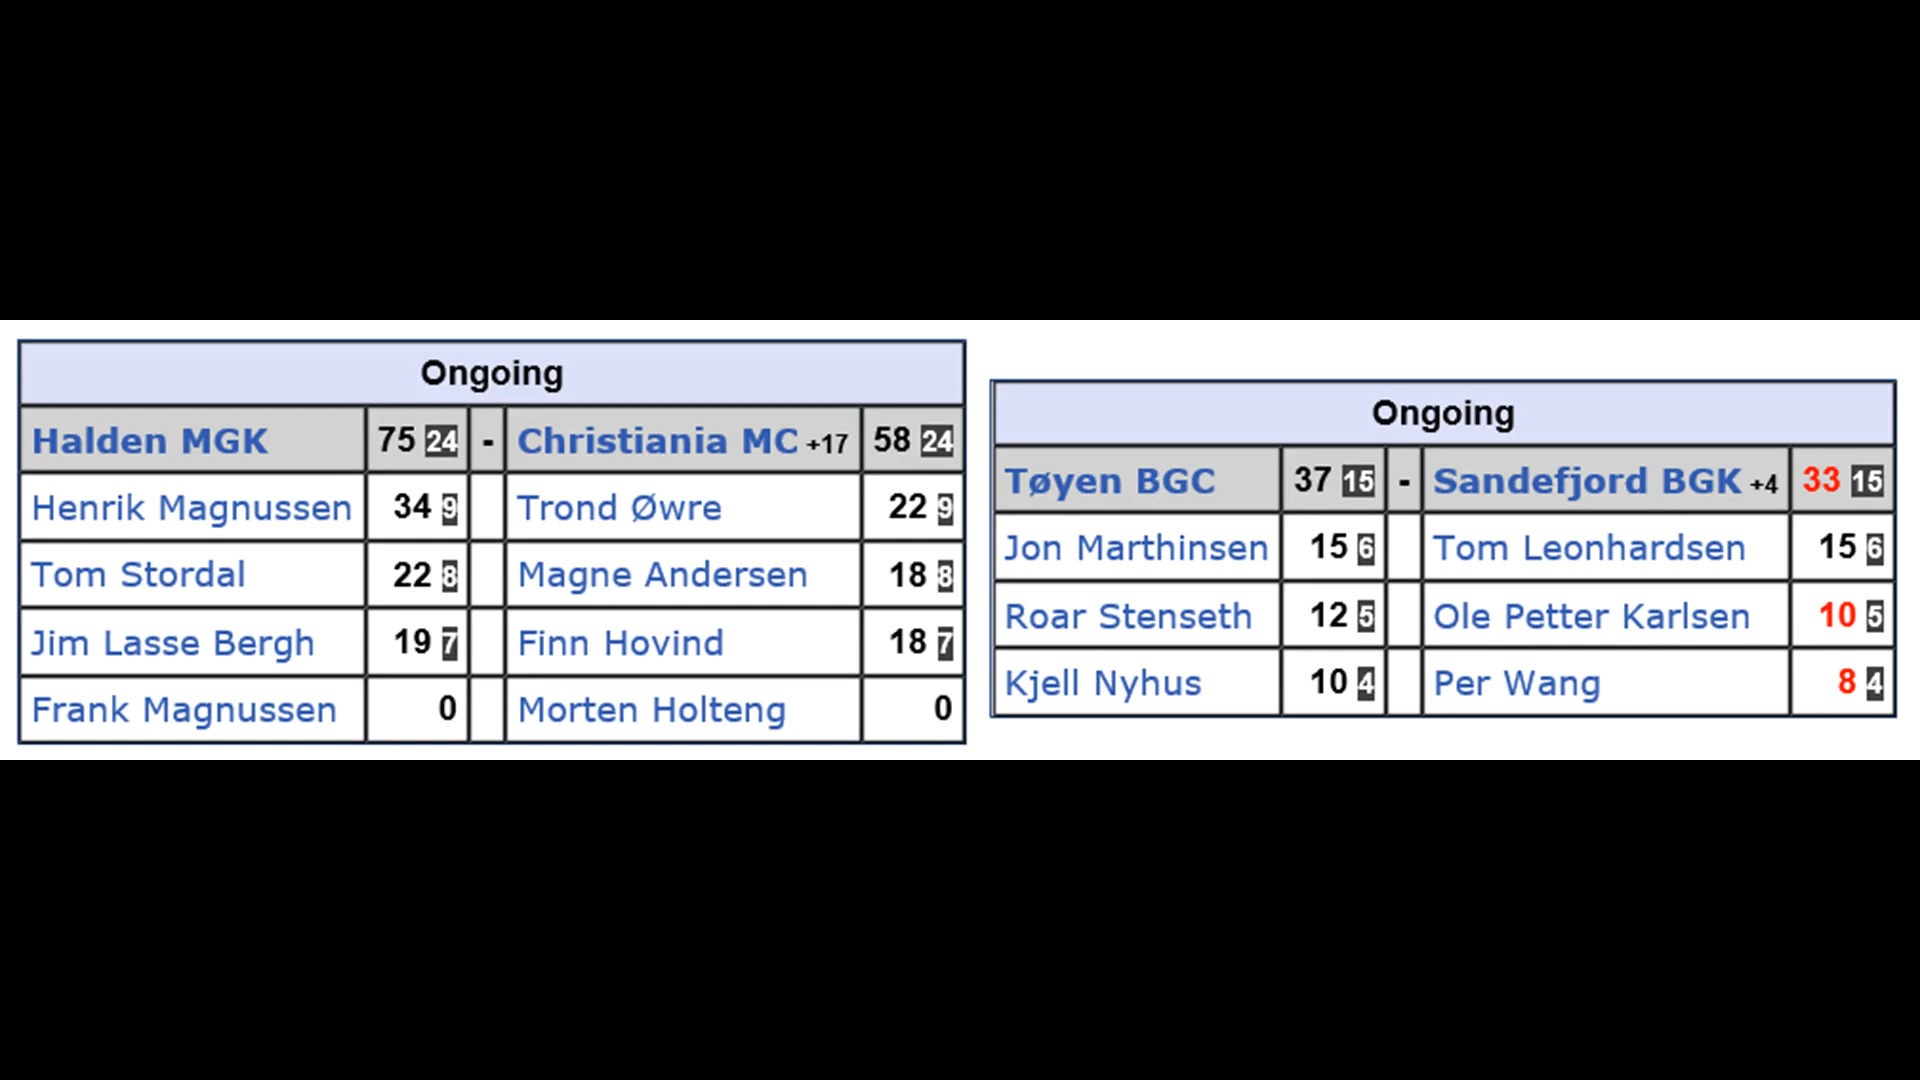 Ongoing
Halden MGK 75 24 - Christiania MC +17 58 24
Henrik Magnussen 34 9 Trond Øwre 22 9
Tom Stordal 22 8 Magne Andersen 18 8
Jim Lasse Bergh 19 7 Finn Hovind 18 7
Frank Magnussen 0 Morten Holteng 0
Ongoing
Tøyen BGC 37 15 - Sandefjord BGK +4 33 15
Jon Marthinsen 15 6 Tom Leonhardsen 15 6
Roar Stenseth 12 5 Ole Petter Karlsen 10 5
Kjell Nyhus 10 4 Per Wang 8 4